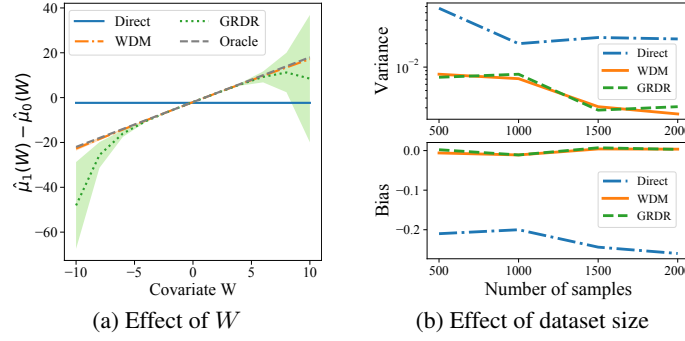 40
20
0
−20
−40
−60
μ̂₁(W) − μ̂₀(W)
Direct
WDM
GRDR
Oracle
−10 −5 0 5 10
Covariate W
(a) Effect of W
10⁻²
Variance
Direct
WDM
GRDR
500 1000 1500 2000
0.0
−0.1
−0.2
Bias
Direct
WDM
GRDR
500 1000 1500 2000
Number of samples
(b) Effect of dataset size